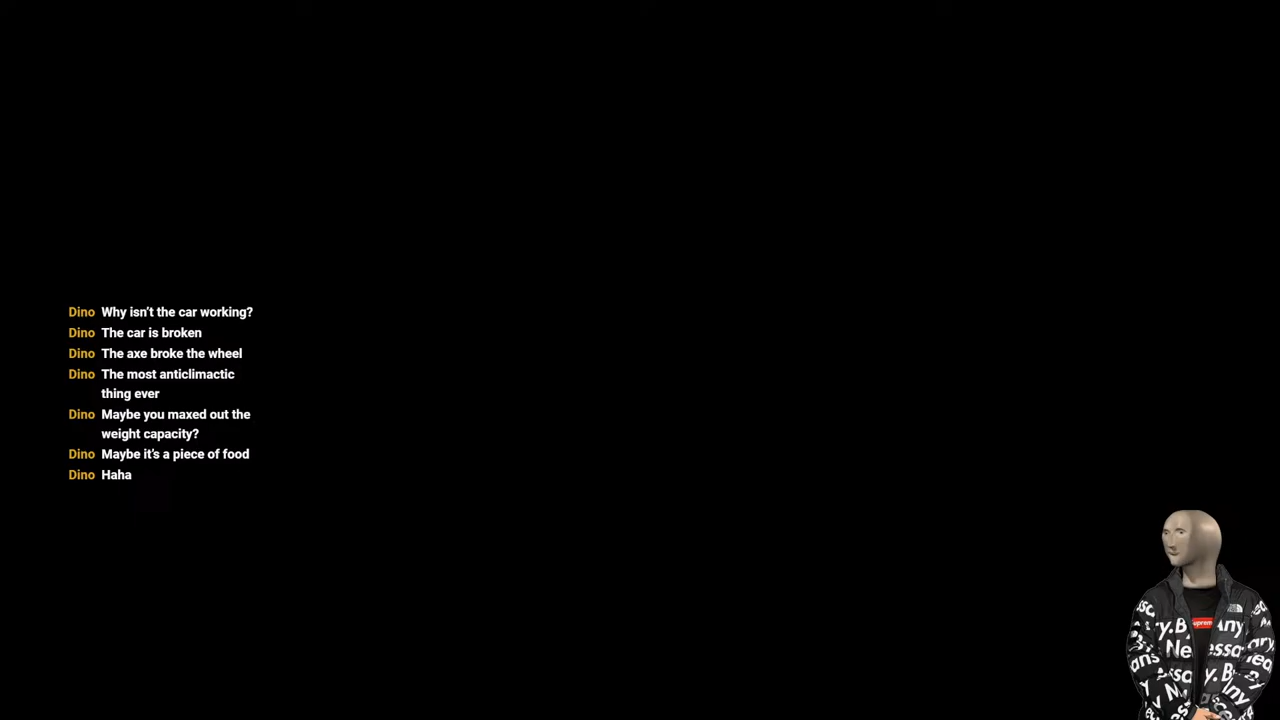 Dino Why isn't the car working?
Dino The car is broken
Dino The axe broke the wheel
Dino The most anticlimactic
thing ever
Dino Maybe you maxed out the
weight capacity?
Dino Maybe it's a piece of food
Dino Haha